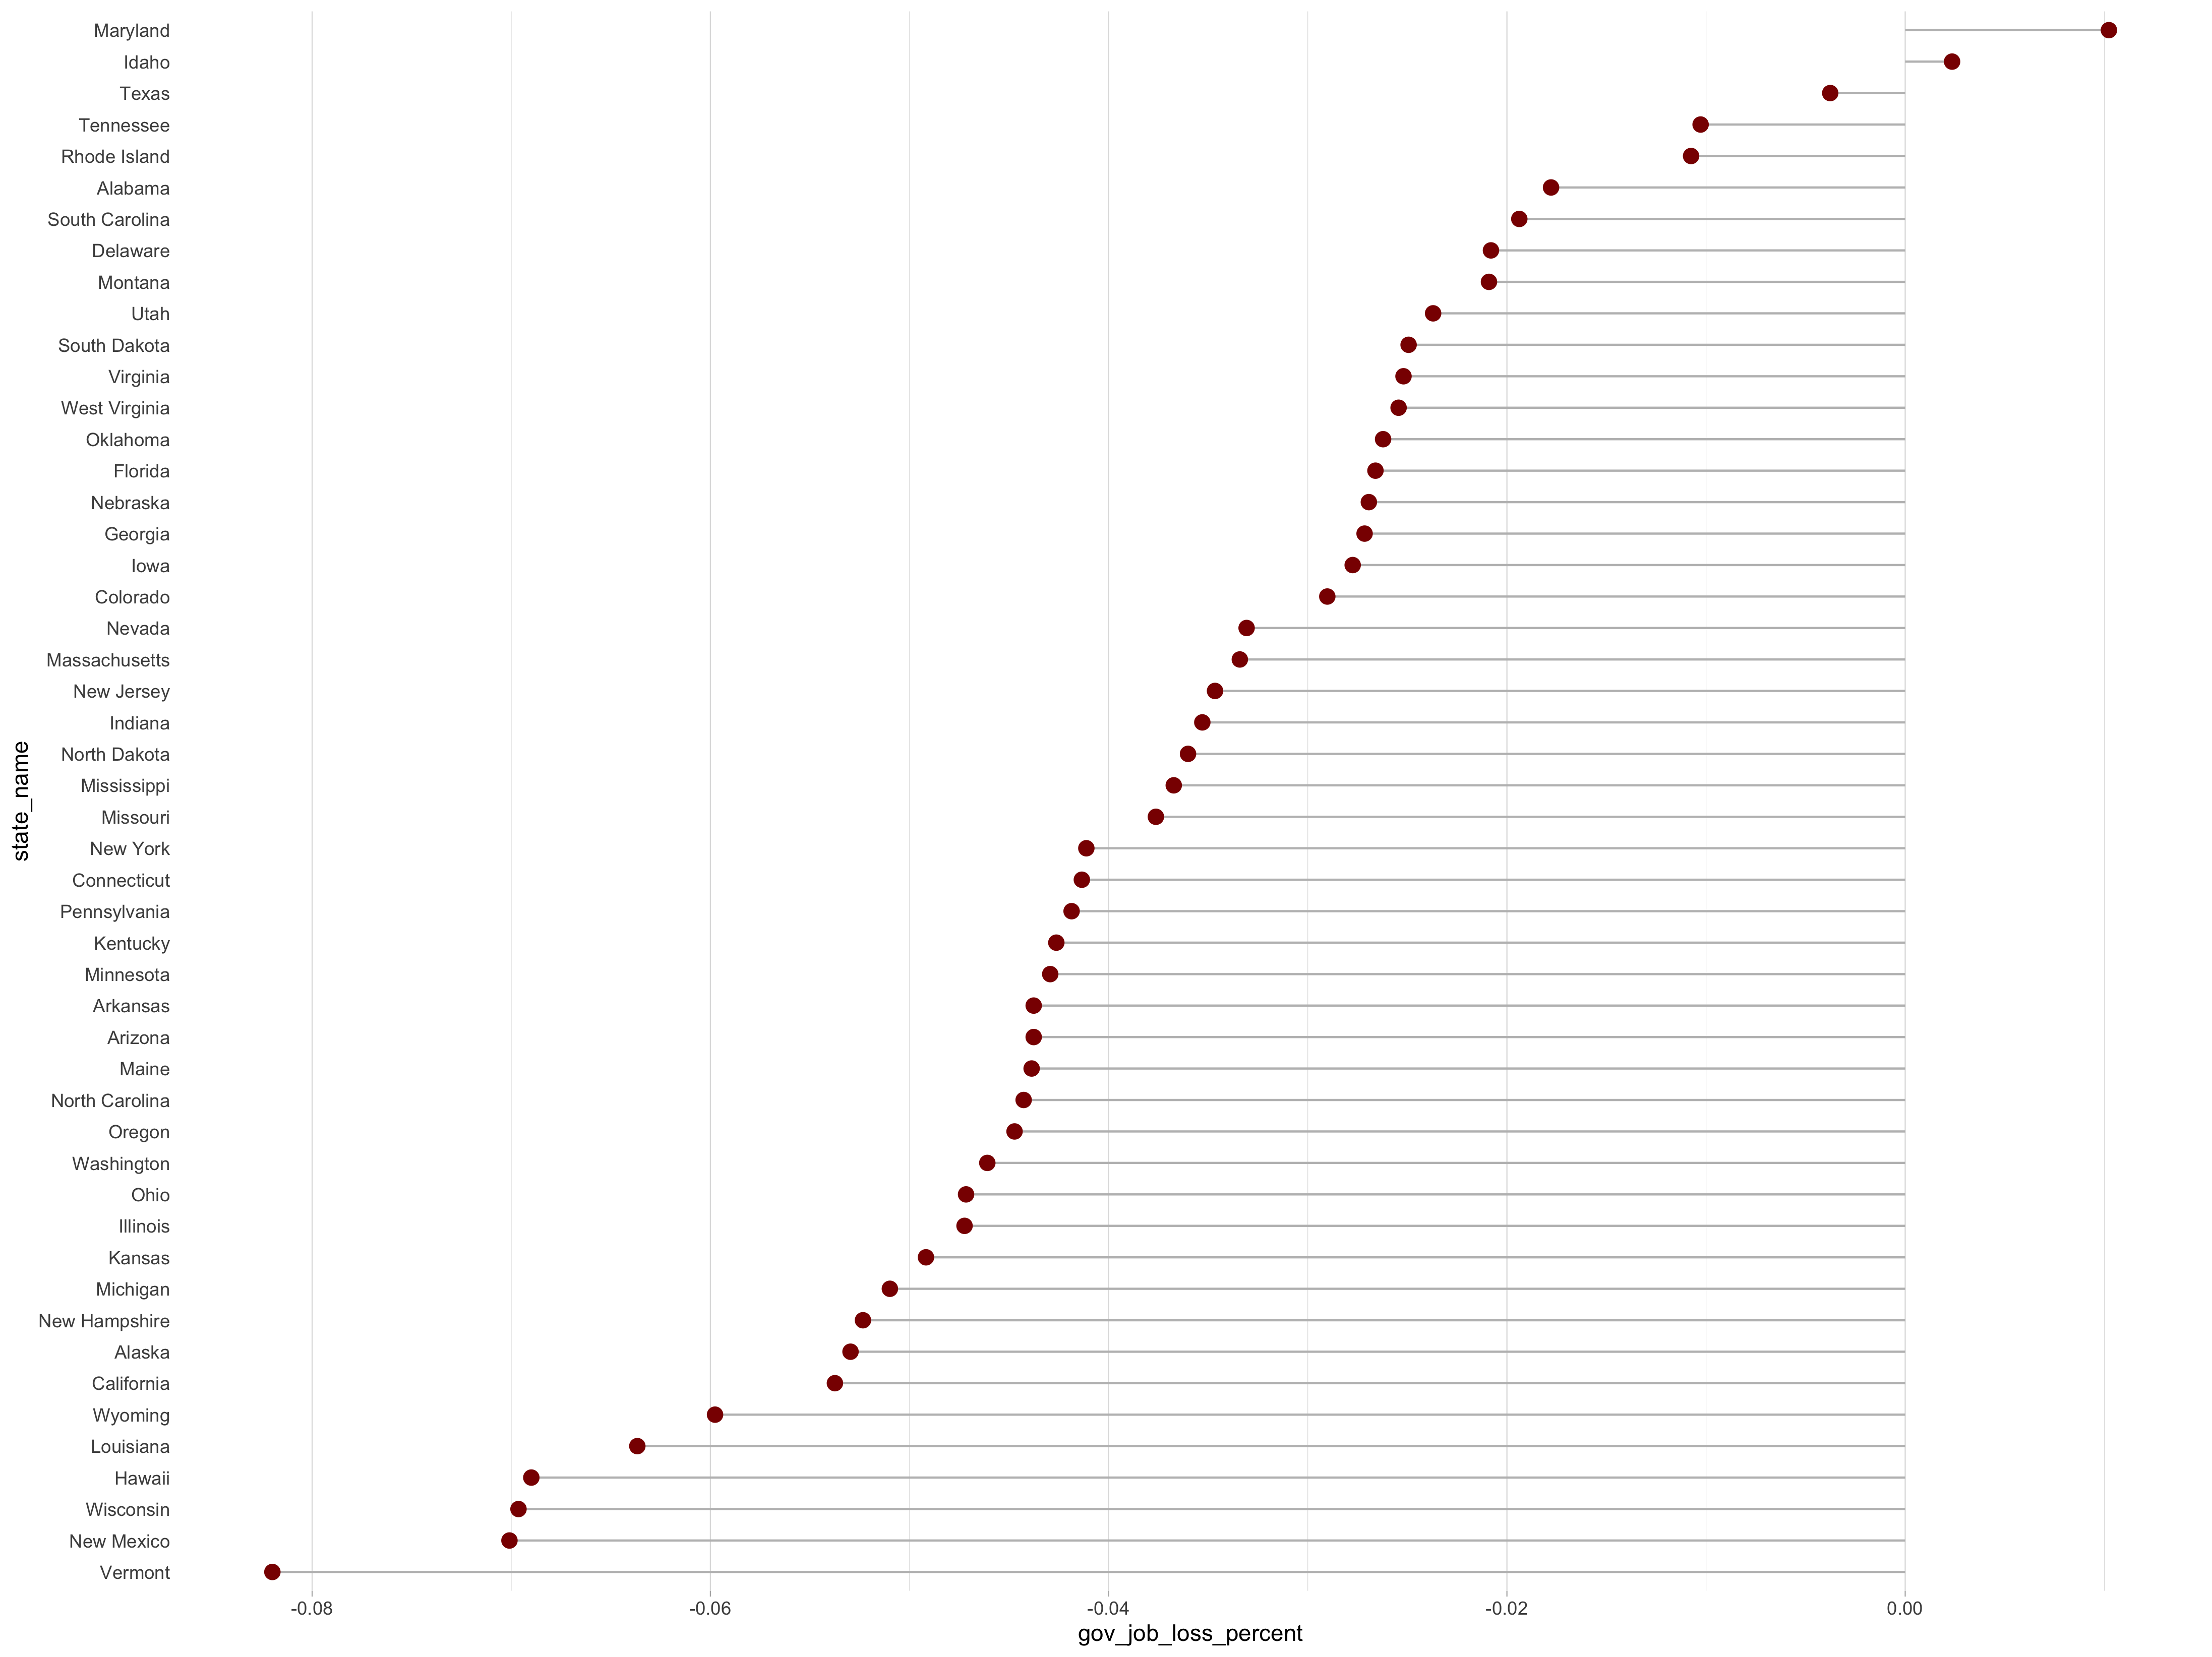 Maryland
Idaho
Texas
Tennessee
Rhode Island
Alabama
South Carolina
Delaware
Montana
Utah
South Dakota
Virginia
West Virginia
Oklahoma
Florida
Nebraska
Georgia
Iowa
Colorado
Nevada
Massachusetts
New Jersey
Indiana
North Dakota
Mississippi
Missouri
New York
Connecticut
Pennsylvania
Kentucky
Minnesota
Arkansas
Arizona
Maine
North Carolina
Oregon
Washington
Ohio
Illinois
Kansas
Michigan
New Hampshire
Alaska
California
Wyoming
Louisiana
Hawaii
Wisconsin
New Mexico
Vermont
state_name
-0.08 -0.06 -0.04 -0.02 0.00
gov_job_loss_percent